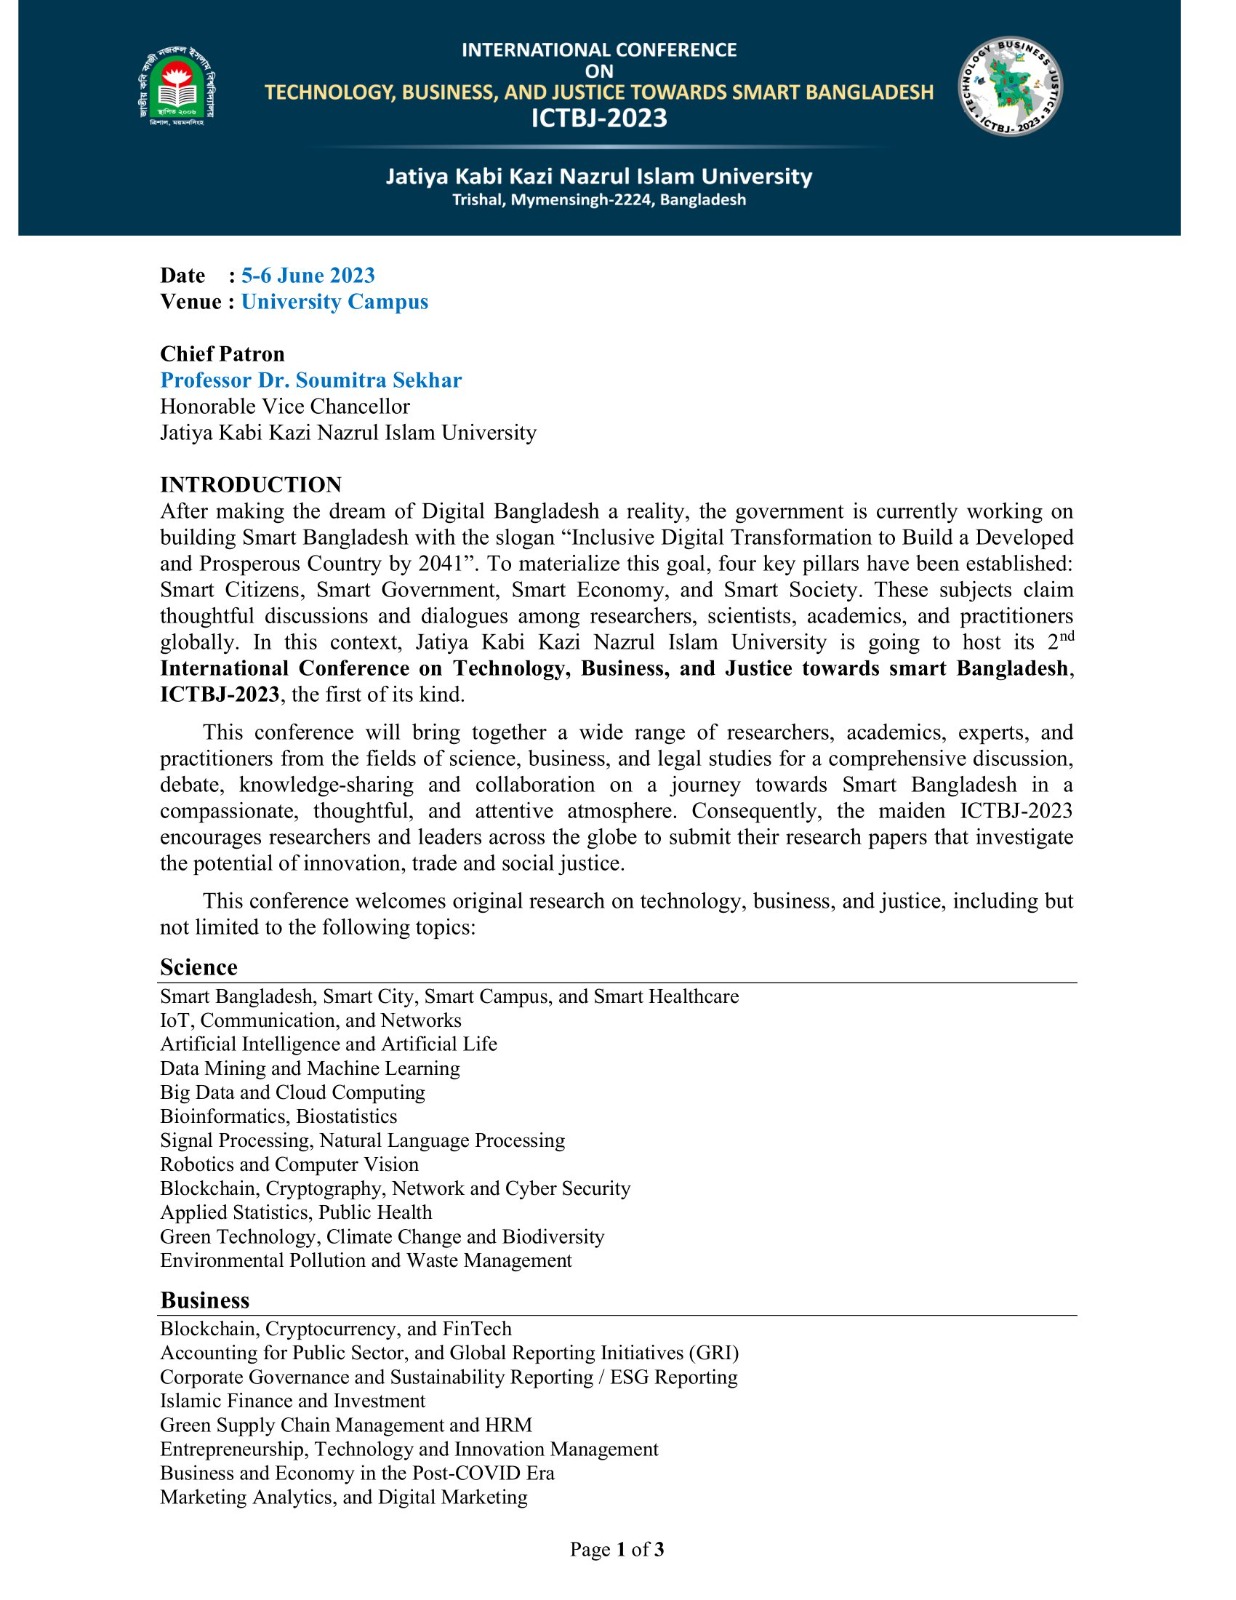 জাতীয় কবি কাজী নজরুল ইসলাম বিশ্ববিদ্যালয়
স্থাপিত ২০০৬
ত্রিশাল, ময়মনসিংহ
INTERNATIONAL CONFERENCE
ON
TECHNOLOGY, BUSINESS, AND JUSTICE TOWARDS SMART BANGLADESH
ICTBJ-2023
TECHNOLOGY BUSINESS JUSTICE
ICTBJ- 2023
Jatiya Kabi Kazi Nazrul Islam University
Trishal, Mymensingh-2224, Bangladesh
Date : 5-6 June 2023
Venue : University Campus
Chief Patron
Professor Dr. Soumitra Sekhar
Honorable Vice Chancellor
Jatiya Kabi Kazi Nazrul Islam University
INTRODUCTION
After making the dream of Digital Bangladesh a reality, the government is currently working on
building Smart Bangladesh with the slogan “Inclusive Digital Transformation to Build a Developed
and Prosperous Country by 2041”. To materialize this goal, four key pillars have been established:
Smart Citizens, Smart Government, Smart Economy, and Smart Society. These subjects claim
thoughtful discussions and dialogues among researchers, scientists, academics, and practitioners
globally. In this context, Jatiya Kabi Kazi Nazrul Islam University is going to host its 2nd
International Conference on Technology, Business, and Justice towards smart Bangladesh,
ICTBJ-2023, the first of its kind.
This conference will bring together a wide range of researchers, academics, experts, and
practitioners from the fields of science, business, and legal studies for a comprehensive discussion,
debate, knowledge-sharing and collaboration on a journey towards Smart Bangladesh in a
compassionate, thoughtful, and attentive atmosphere. Consequently, the maiden ICTBJ-2023
encourages researchers and leaders across the globe to submit their research papers that investigate
the potential of innovation, trade and social justice.
This conference welcomes original research on technology, business, and justice, including but
not limited to the following topics:
Science
Smart Bangladesh, Smart City, Smart Campus, and Smart Healthcare
IoT, Communication, and Networks
Artificial Intelligence and Artificial Life
Data Mining and Machine Learning
Big Data and Cloud Computing
Bioinformatics, Biostatistics
Signal Processing, Natural Language Processing
Robotics and Computer Vision
Blockchain, Cryptography, Network and Cyber Security
Applied Statistics, Public Health
Green Technology, Climate Change and Biodiversity
Environmental Pollution and Waste Management
Business
Blockchain, Cryptocurrency, and FinTech
Accounting for Public Sector, and Global Reporting Initiatives (GRI)
Corporate Governance and Sustainability Reporting / ESG Reporting
Islamic Finance and Investment
Green Supply Chain Management and HRM
Entrepreneurship, Technology and Innovation Management
Business and Economy in the Post-COVID Era
Marketing Analytics, and Digital Marketing
Page 1 of 3